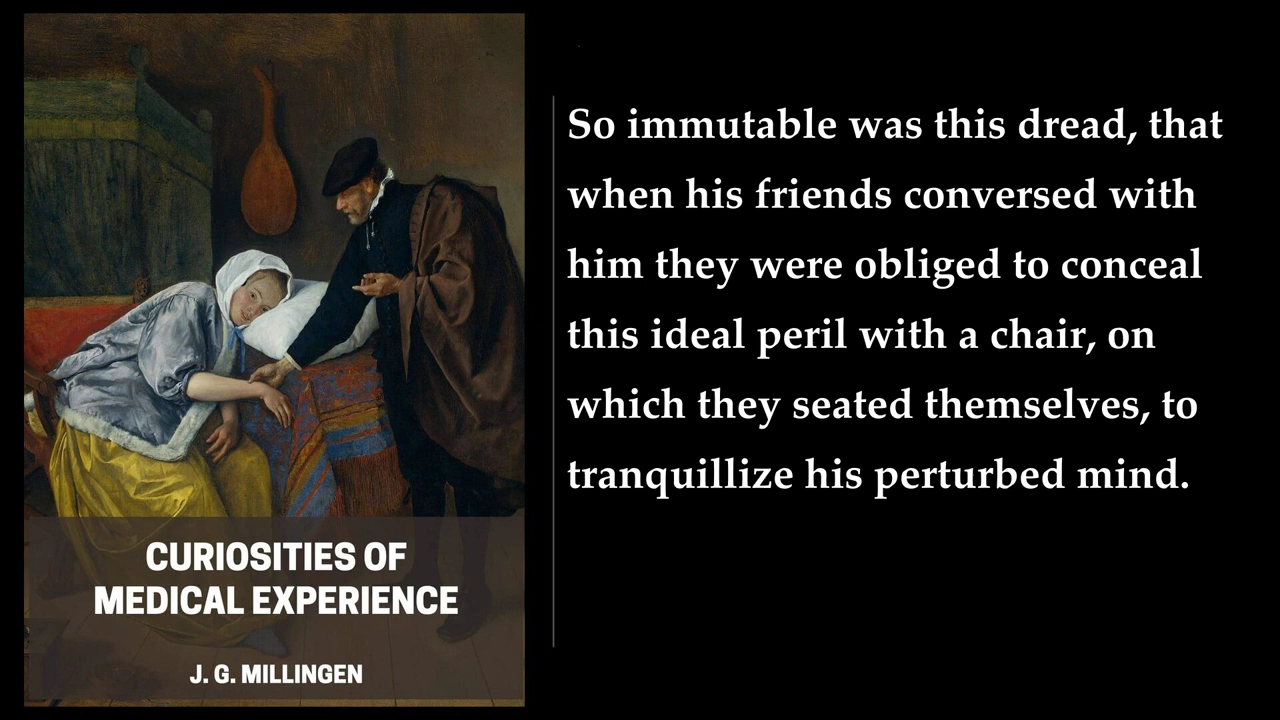 So immutable was this dread, that
when his friends conversed with
him they were obliged to conceal
this ideal peril with a chair, on
which they seated themselves, to
tranquillize his perturbed mind.
CURIOSITIES OF
MEDICAL EXPERIENCE
J. G. MILLINGEN